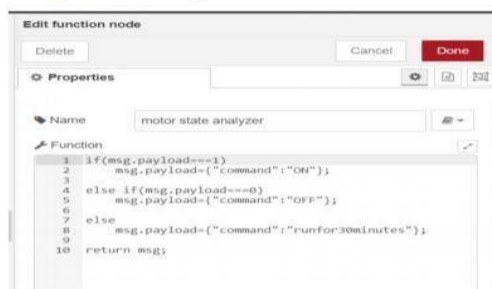 Edit function node
Delete Cancel Done
Properties
Name motor state analyzer
Function
1 if(msg.payload===1)
2 msg.payload={"command":"ON"};
3
4 else if(msg.payload===0)
5 msg.payload={"command":"OFF"};
6
7 else
8 msg.payload={"command":"runfor30minutes"};
9
10 return msg;